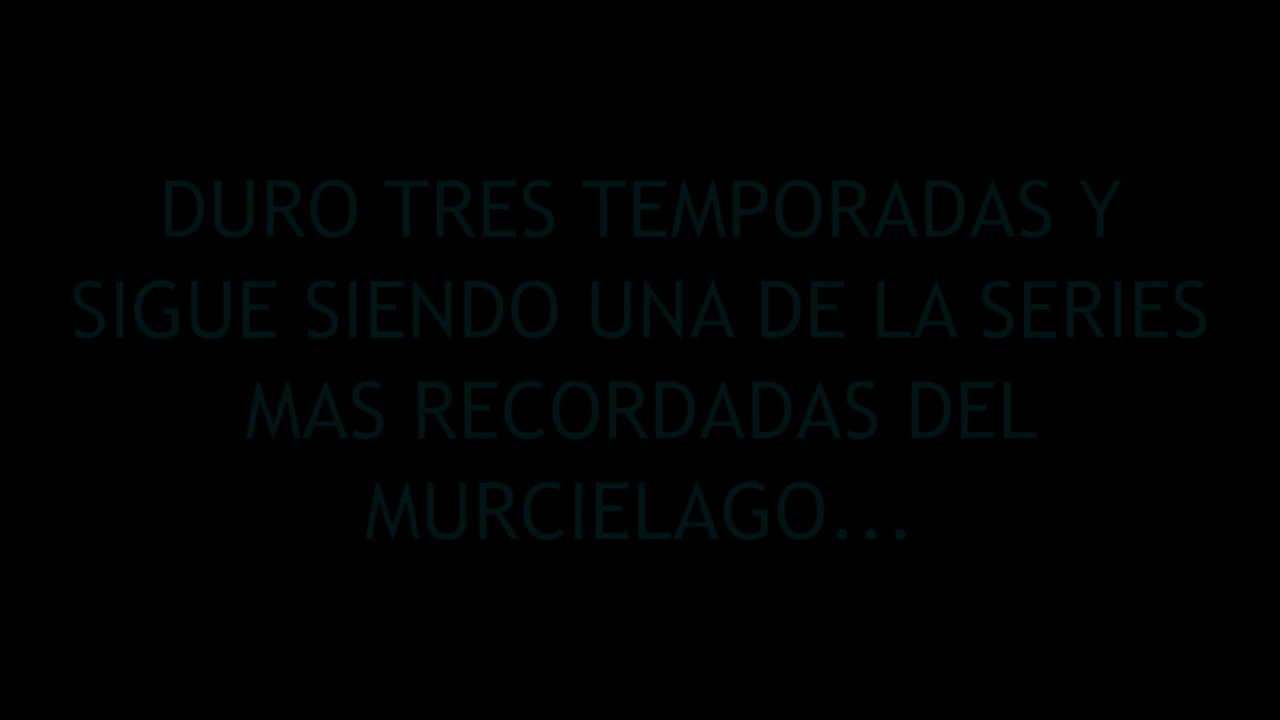 DURO TRES TEMPORADAS Y
SIGUE SIENDO UNA DE LA SERIES
MAS RECORDADAS DEL
MURCIELAGO...